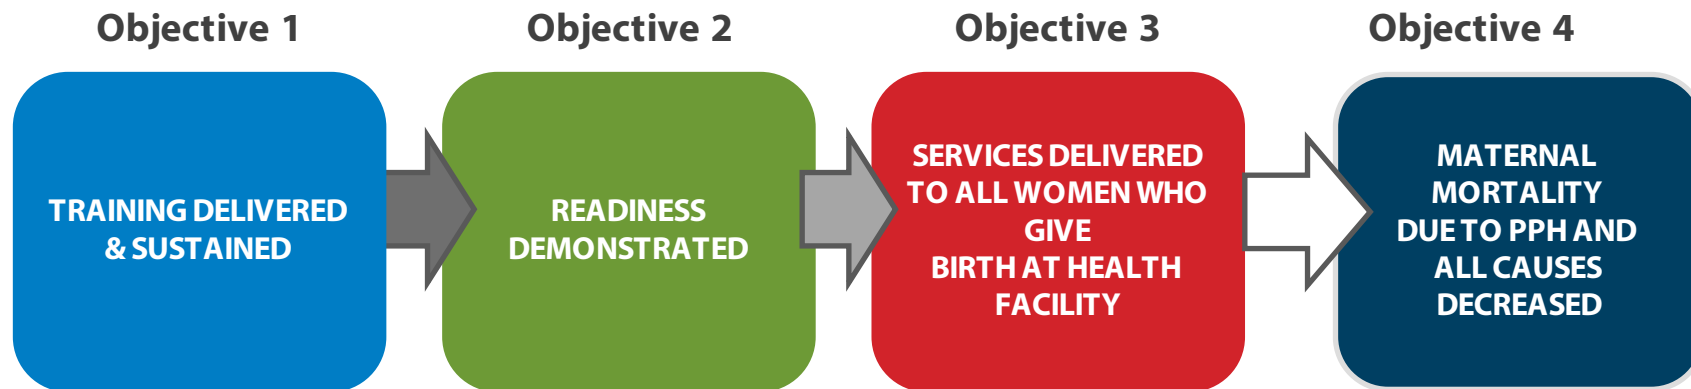 Objective 1
Objective 2
Objective 3
Objective 4
TRAINING DELIVERED
& SUSTAINED
READINESS
DEMONSTRATED
SERVICES DELIVERED
TO ALL WOMEN WHO
GIVE
BIRTH AT HEALTH
FACILITY
MATERNAL
MORTALITY
DUE TO PPH AND
ALL CAUSES
DECREASED